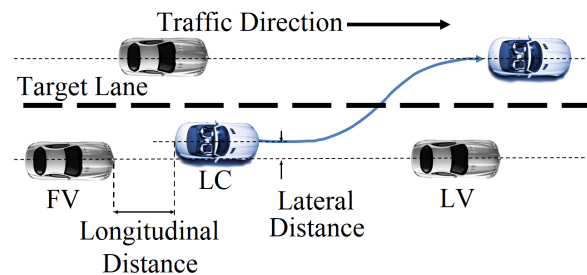 Traffic Direction
Target Lane
FV
LC
LV
Longitudinal
Distance
Lateral
Distance